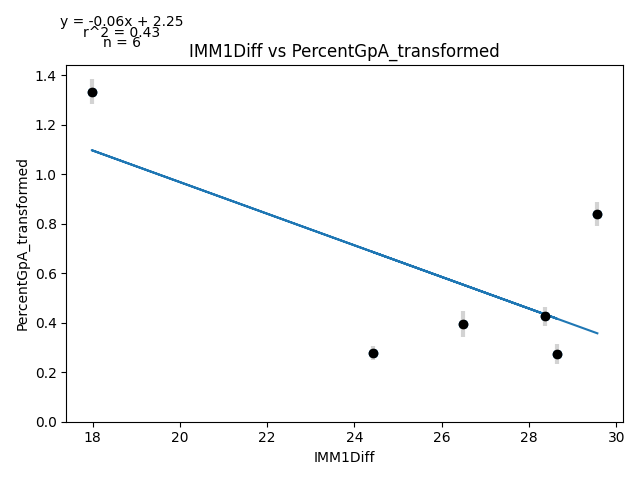 y = -0.06x + 2.25
r^2 = 0.43
n = 6
IMM1Diff vs PercentGpA_transformed
1.4
1.2
1.0
0.8
0.6
0.4
0.2
0.0
PercentGpA_transformed
18 20 22 24 26 28 30
IMM1Diff